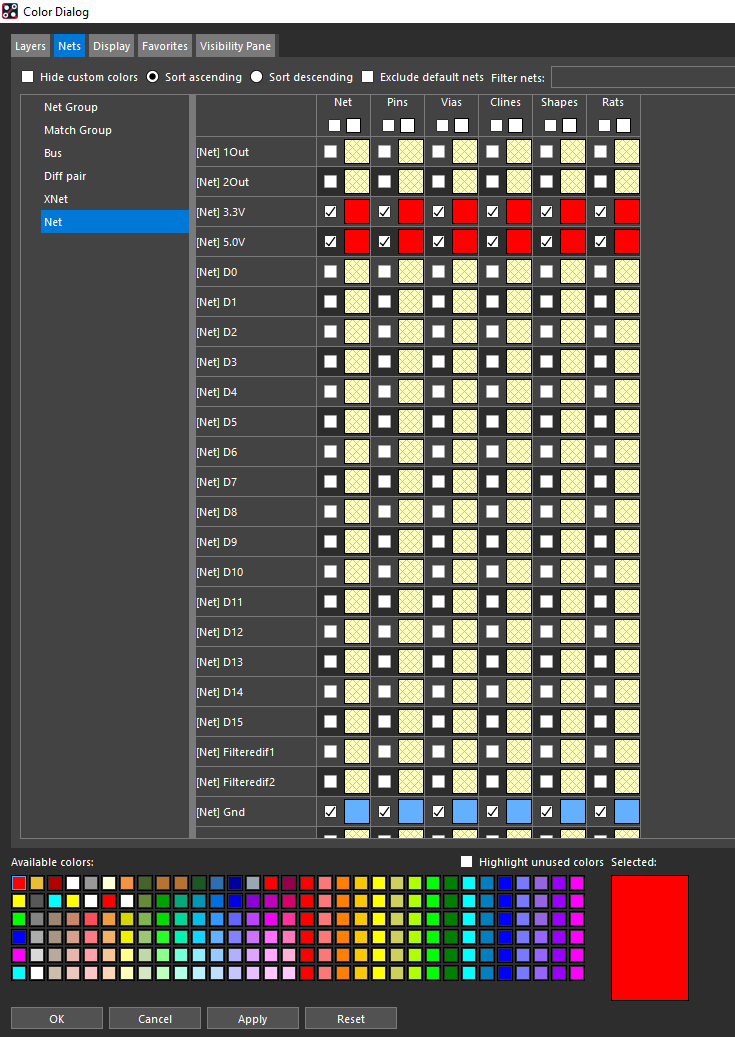 Color Dialog
Layers Nets Display Favorites Visibility Pane
Hide custom colors Sort ascending Sort descending Exclude default nets Filter nets:
Net Group
Match Group
Bus
Diff pair
XNet
Net
Net Pins Vias Clines Shapes Rats
[Net] 1Out
[Net] 2Out
[Net] 3.3V
[Net] 5.0V
[Net] D0
[Net] D1
[Net] D2
[Net] D3
[Net] D4
[Net] D5
[Net] D6
[Net] D7
[Net] D8
[Net] D9
[Net] D10
[Net] D11
[Net] D12
[Net] D13
[Net] D14
[Net] D15
[Net] Filteredif1
[Net] Filteredif2
[Net] Gnd
Available colors: Highlight unused colors Selected:
OK Cancel Apply Reset